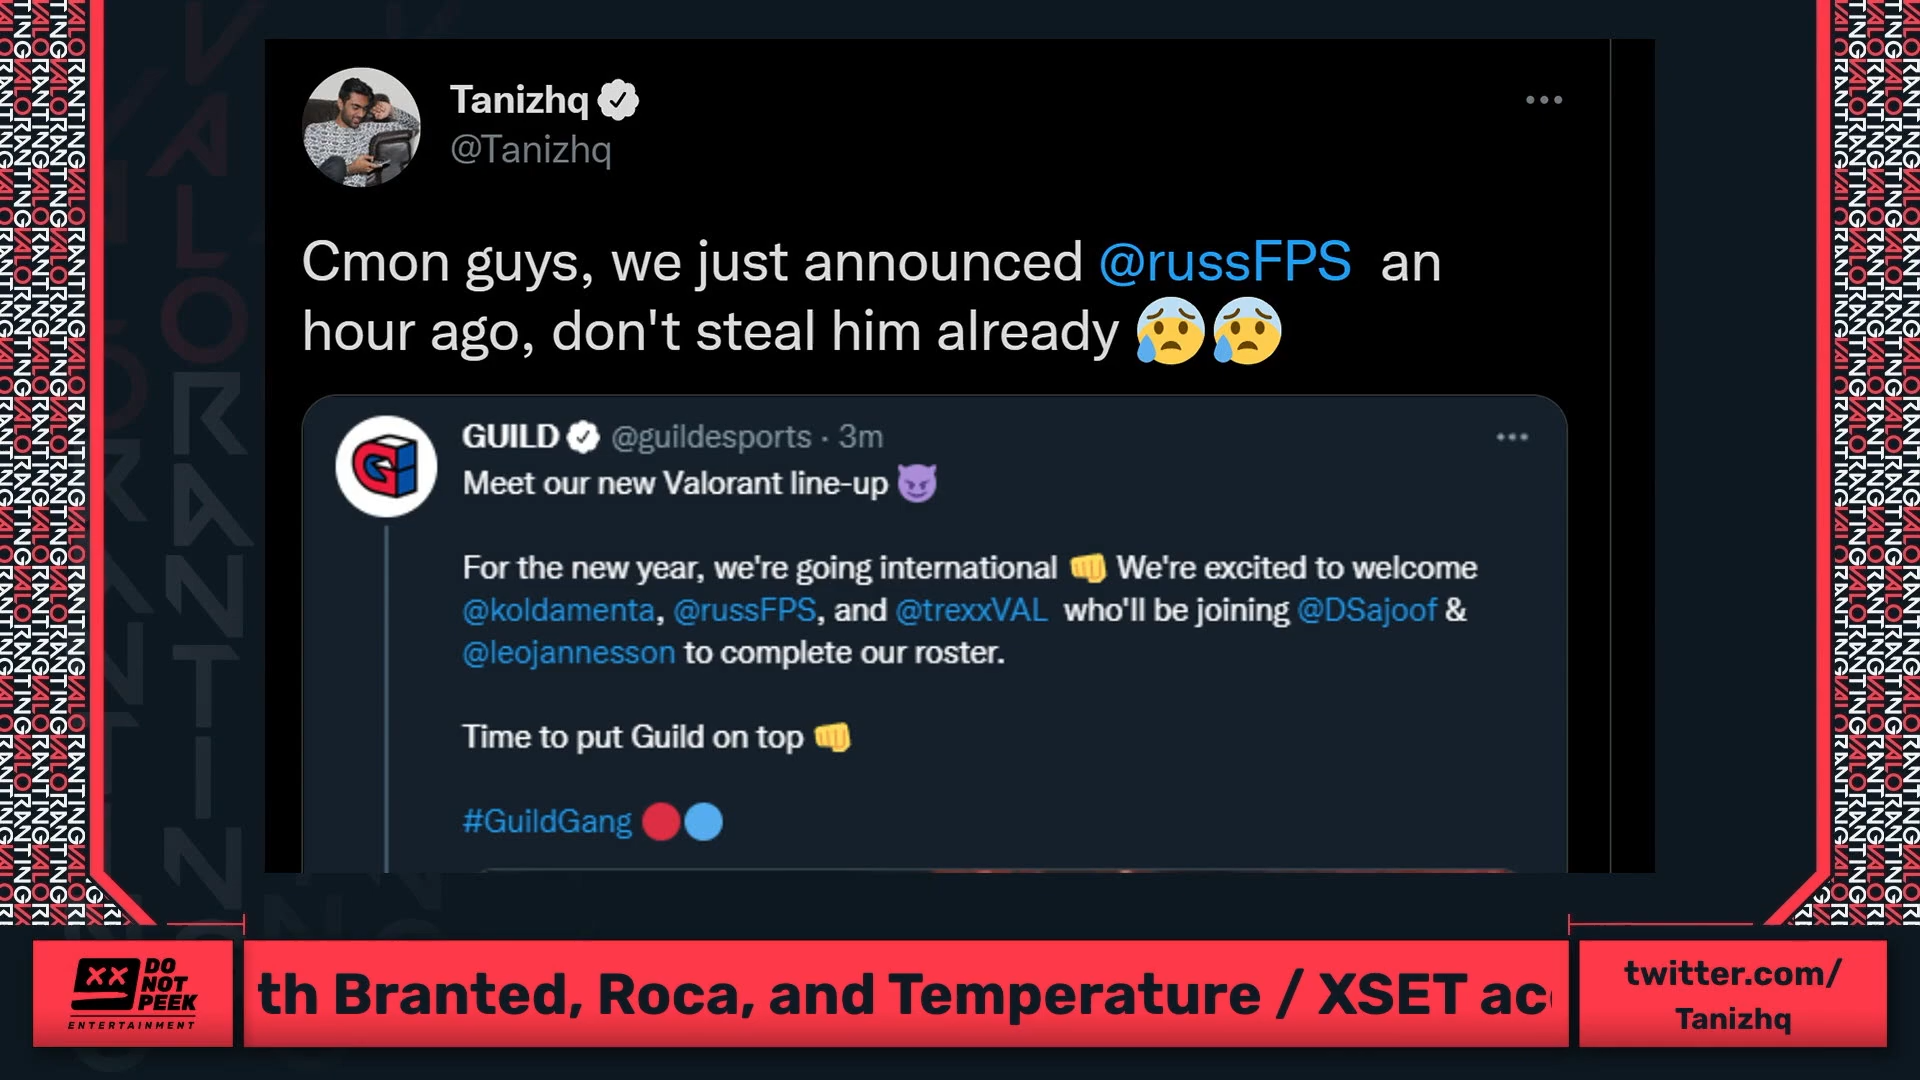 Tanizhq
@Tanizhq
Cmon guys, we just announced @russFPS an
hour ago, don't steal him already 😰😰
GUILD @guildesports · 3m
Meet our new Valorant line-up 😈
For the new year, we're going international 👊 We're excited to welcome
@koldamenta, @russFPS, and @trexxVAL who'll be joining @DSajoof &
@leojannesson to complete our roster.
Time to put Guild on top 👊
#GuildGang 🔴🔵
DO
NOT
PEEK
ENTERTAINMENT
th Branted, Roca, and Temperature / XSET acc
twitter.com/
Tanizhq
VALORANTING